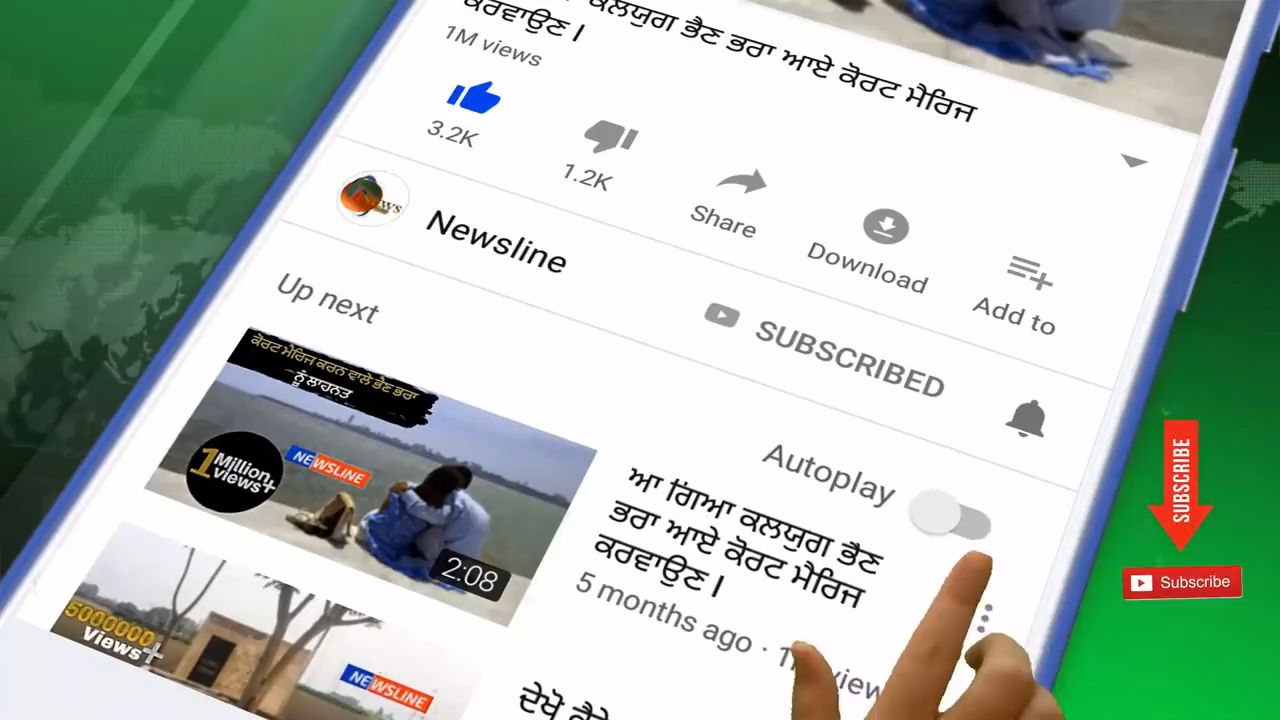 ਕਲਯੁਗ ਭੈਣ ਭਰਾ ਆਏ ਕੋਰਟ ਮੈਰਿਜ
ਕਰਵਾਉਣ।
1M views
3.2K
1.2K
Share
Download
Add to
Newsline
SUBSCRIBED
Up next
Autoplay
ਕੋਰਟ ਮੈਰਿਜ ਕਰਨ ਵਾਲੇ ਭੈਣ ਭਰਾ
ਨੂੰ ਲਾਹਨਤ
1 Million
views+
NEWSLINE
2:08
ਆ ਗਿਆ ਕਲਯੁਗ ਭੈਣ
ਭਰਾ ਆਏ ਕੋਰਟ ਮੈਰਿਜ
ਕਰਵਾਉਣ।
5 months ago ·
5000000
Views+
NEWSLINE
ਦੇਖੋ
SUBSCRIBE
Subscribe